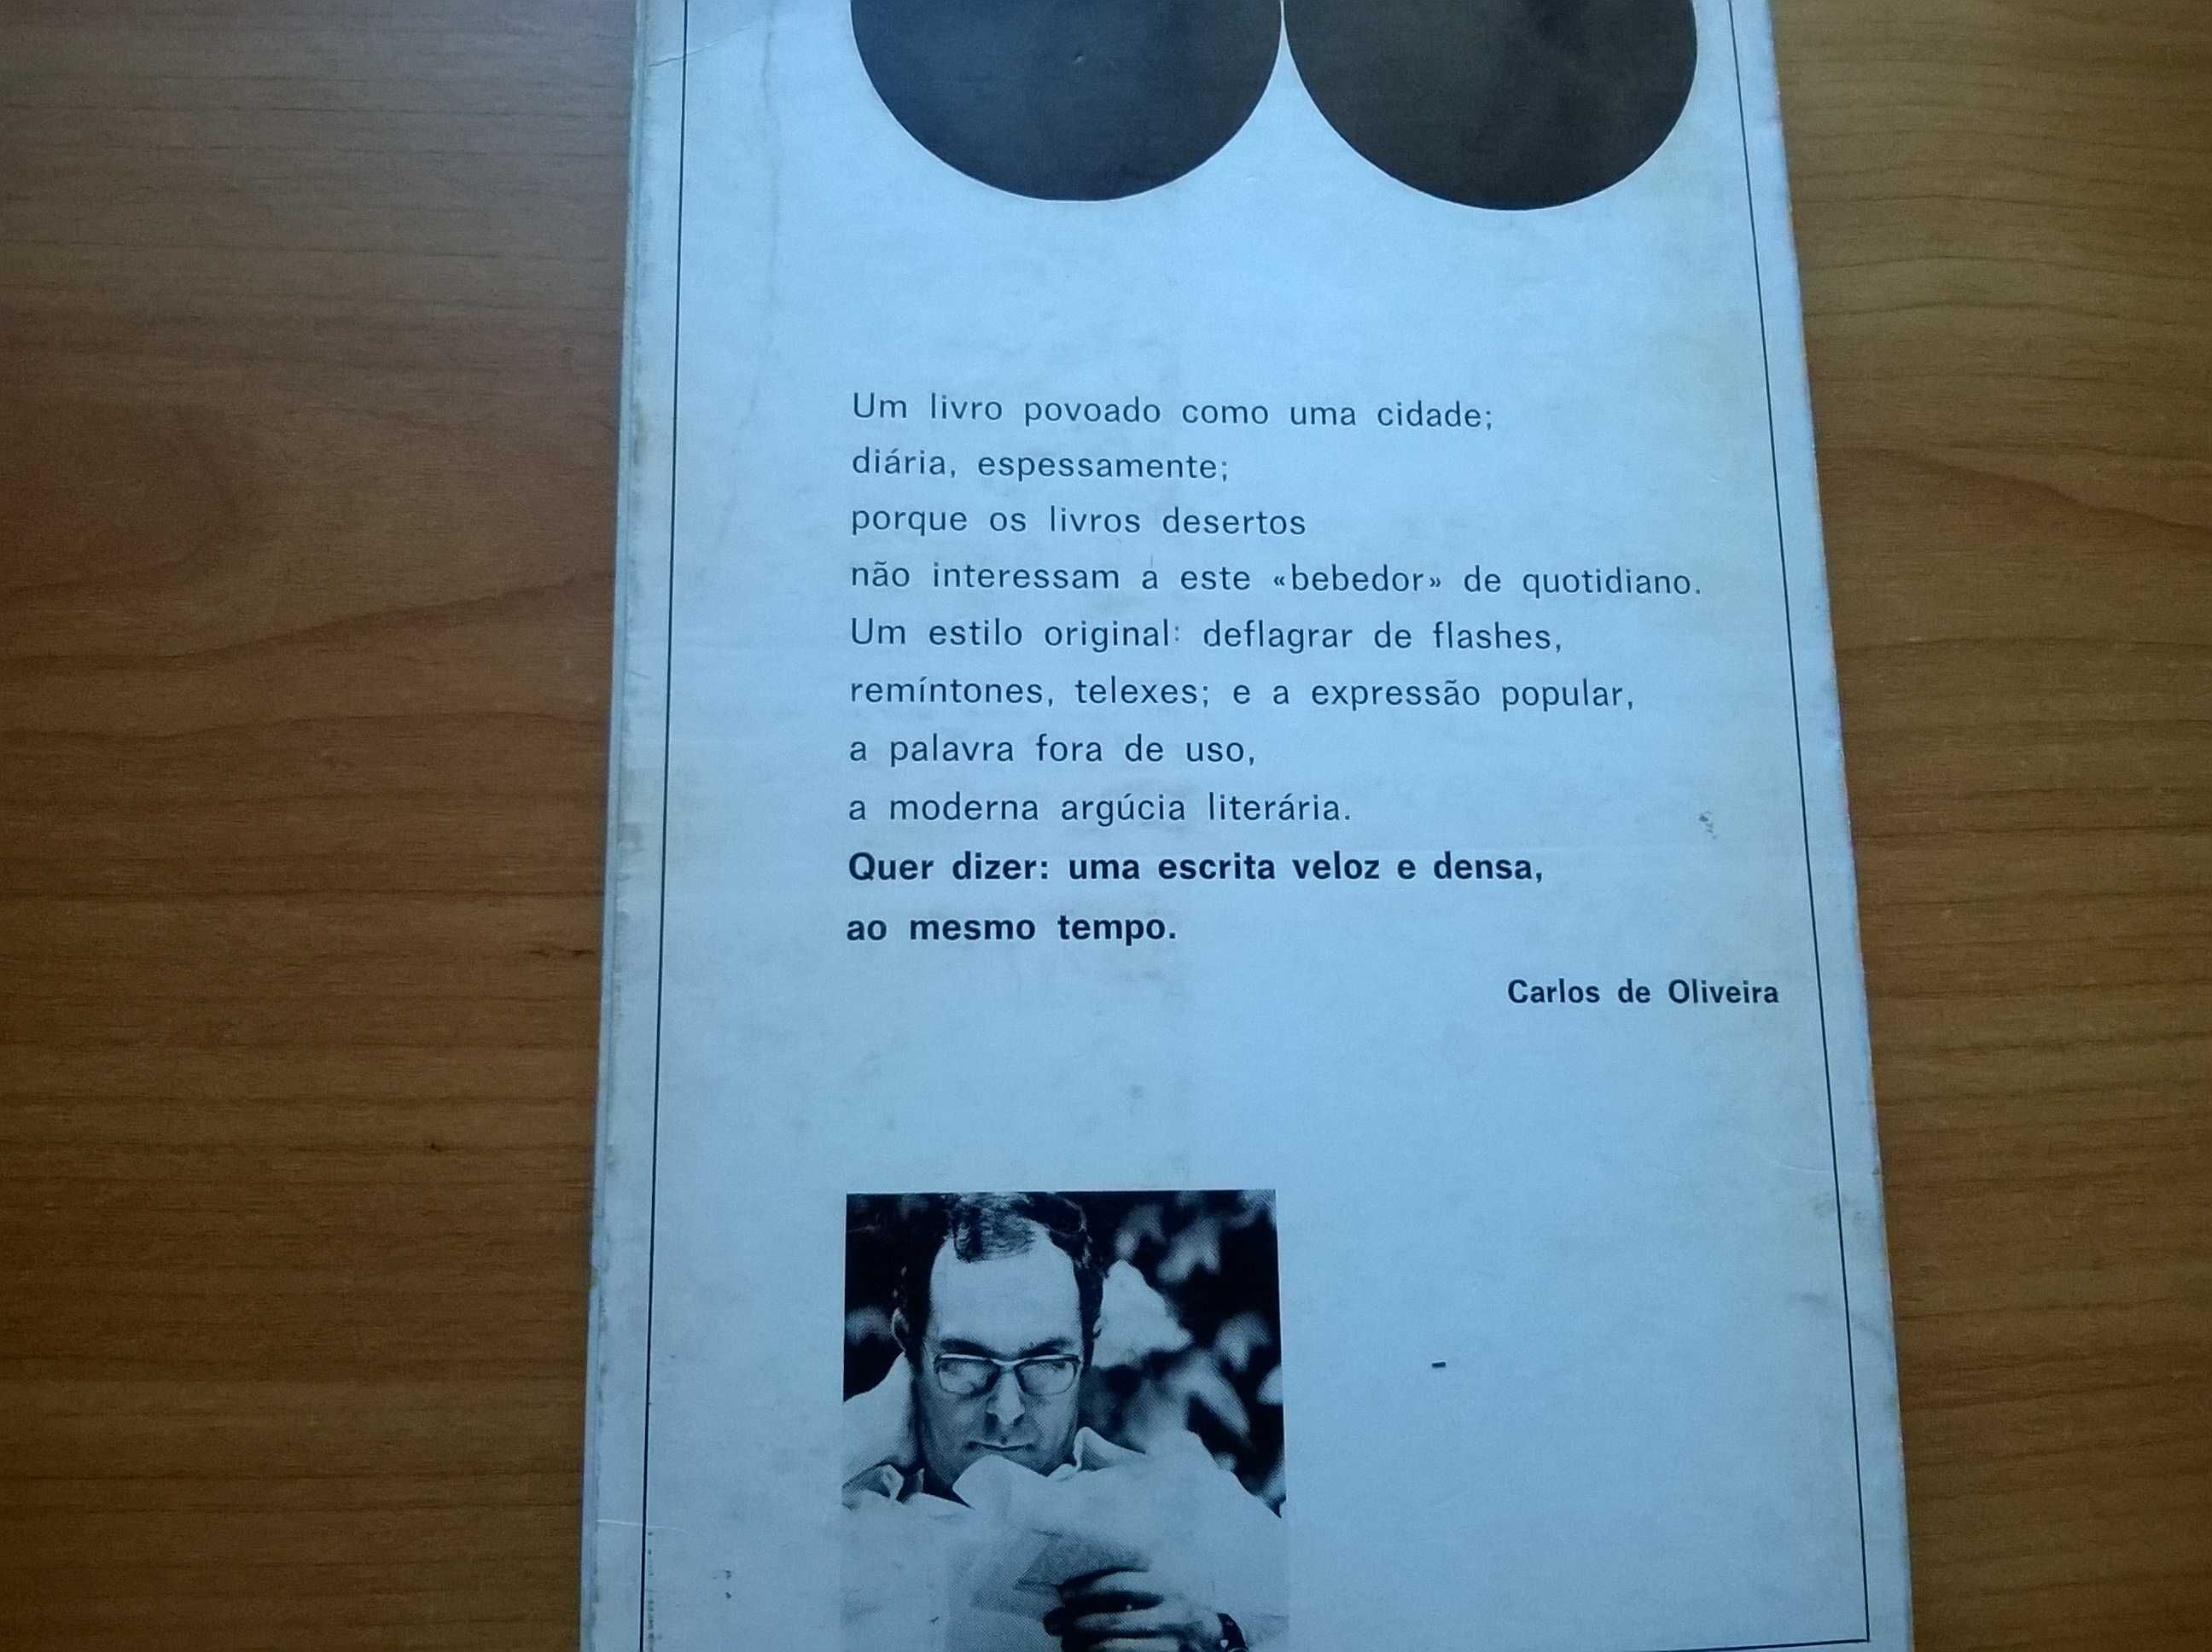 Um livro povoado como uma cidade;
diária, espessamente;
porque os livros desertos
não interessam a este «bebedor» de quotidiano.
Um estilo original: deflagrar de flashes,
remíntones, telexes; e a expressão popular,
a palavra fora de uso,
a moderna argúcia literária.
Quer dizer: uma escrita veloz e densa,
ao mesmo tempo.
Carlos de Oliveira